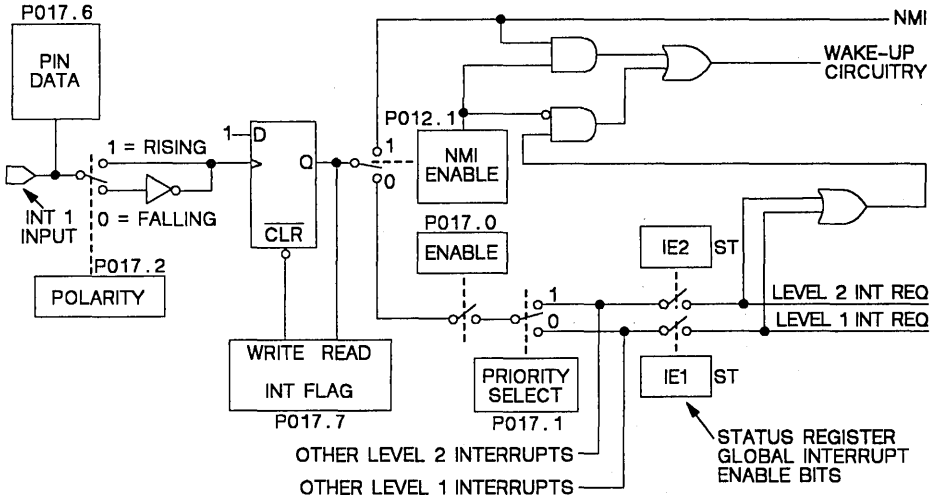 P017.6
PIN
DATA
NMI
WAKE-UP
CIRCUITRY
P012.1
1
NMI
ENABLE
0
1
D
Q
CLR
1 = RISING
0 = FALLING
INT 1
INPUT
P017.2
POLARITY
P017.0
ENABLE
IE2
ST
1
0
LEVEL 2 INT REQ
LEVEL 1 INT REQ
WRITE READ
INT FLAG
P017.7
PRIORITY
SELECT
P017.1
IE1
ST
STATUS REGISTER
GLOBAL INTERRUPT
ENABLE BITS
OTHER LEVEL 2 INTERRUPTS
OTHER LEVEL 1 INTERRUPTS